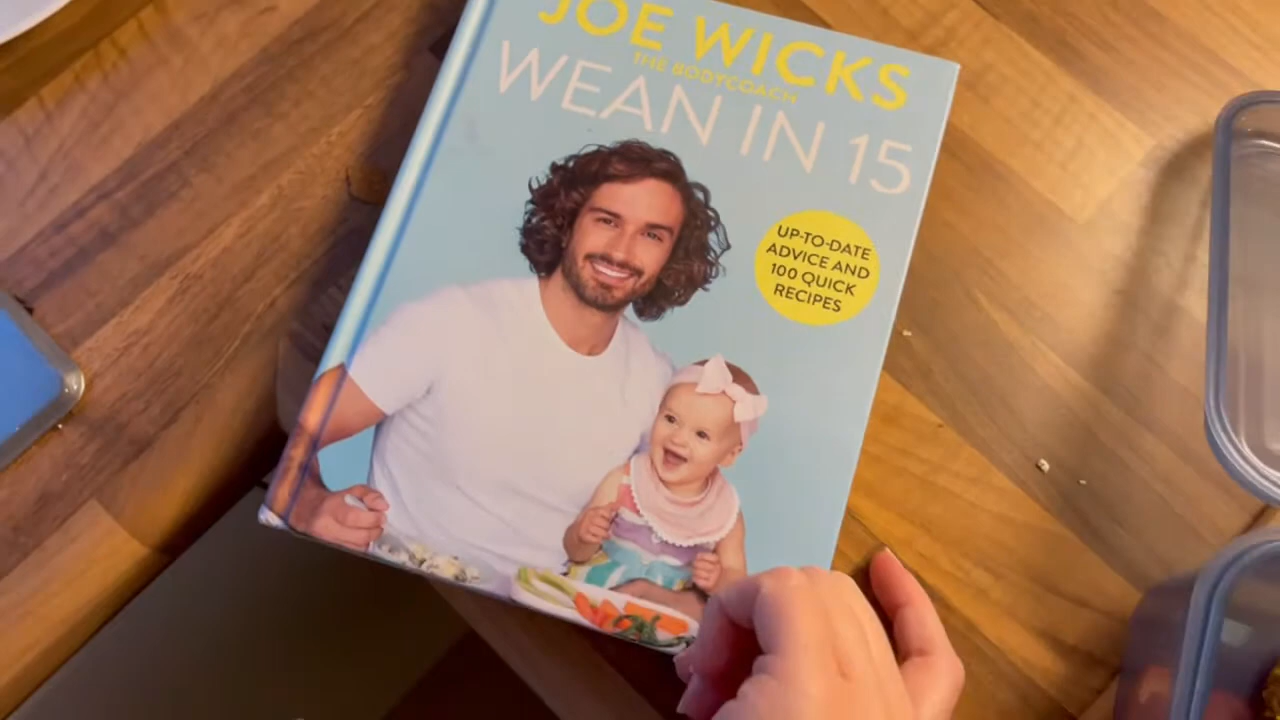 JOE WICKS
THE BODYCOACH
WEAN IN 15
UP-TO-DATE
ADVICE AND
100 QUICK
RECIPES